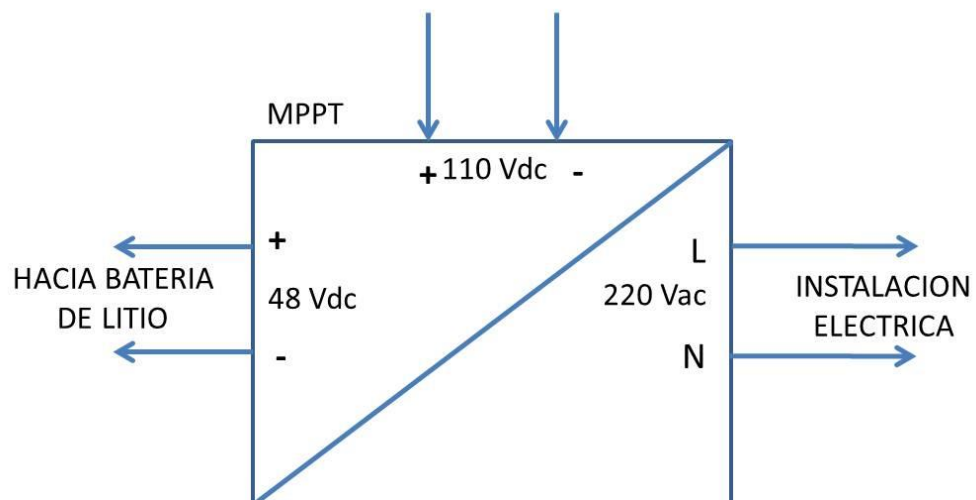 MPPT
+ 110 Vdc -
+
48 Vdc
-
HACIA BATERIA
DE LITIO
L
220 Vac
N
INSTALACION
ELECTRICA